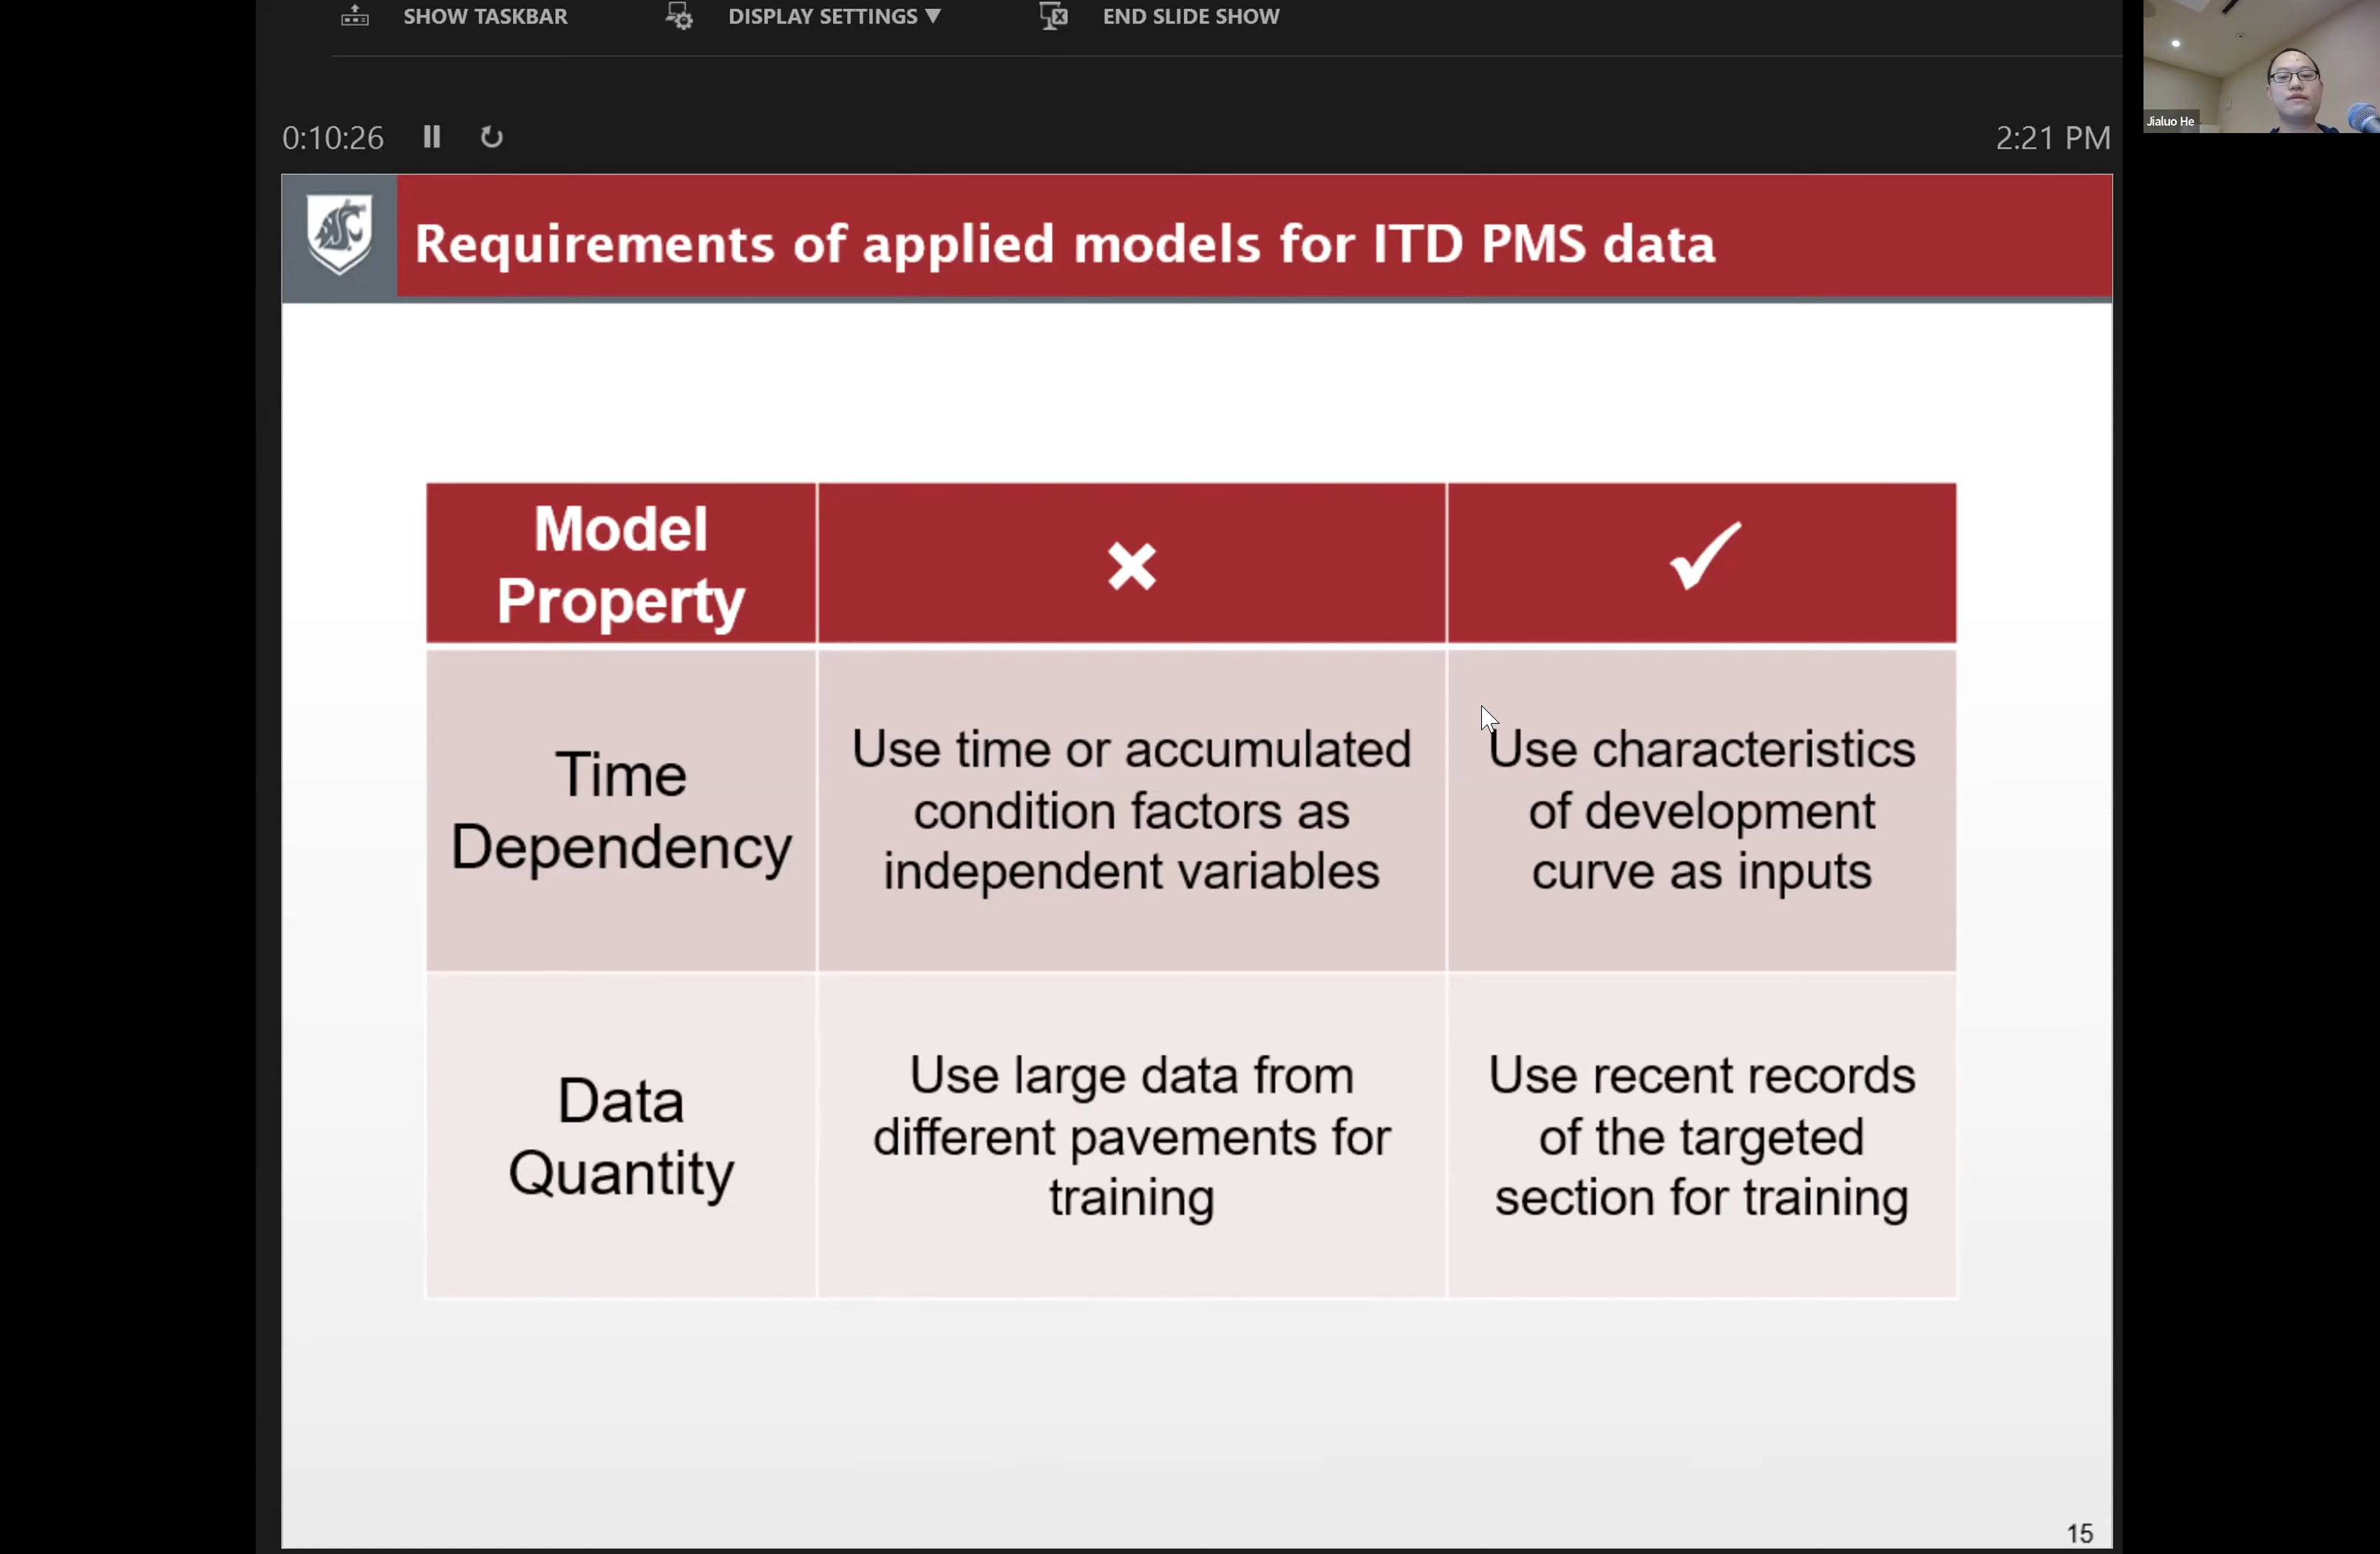 SHOW TASKBAR
DISPLAY SETTINGS ▼
END SLIDE SHOW
0:10:26
2:21 PM
Jialuo He
Requirements of applied models for ITD PMS data
Model
Property
Time
Dependency
Use time or accumulated
condition factors as
independent variables
Use characteristics
of development
curve as inputs
Data
Quantity
Use large data from
different pavements for
training
Use recent records
of the targeted
section for training
15